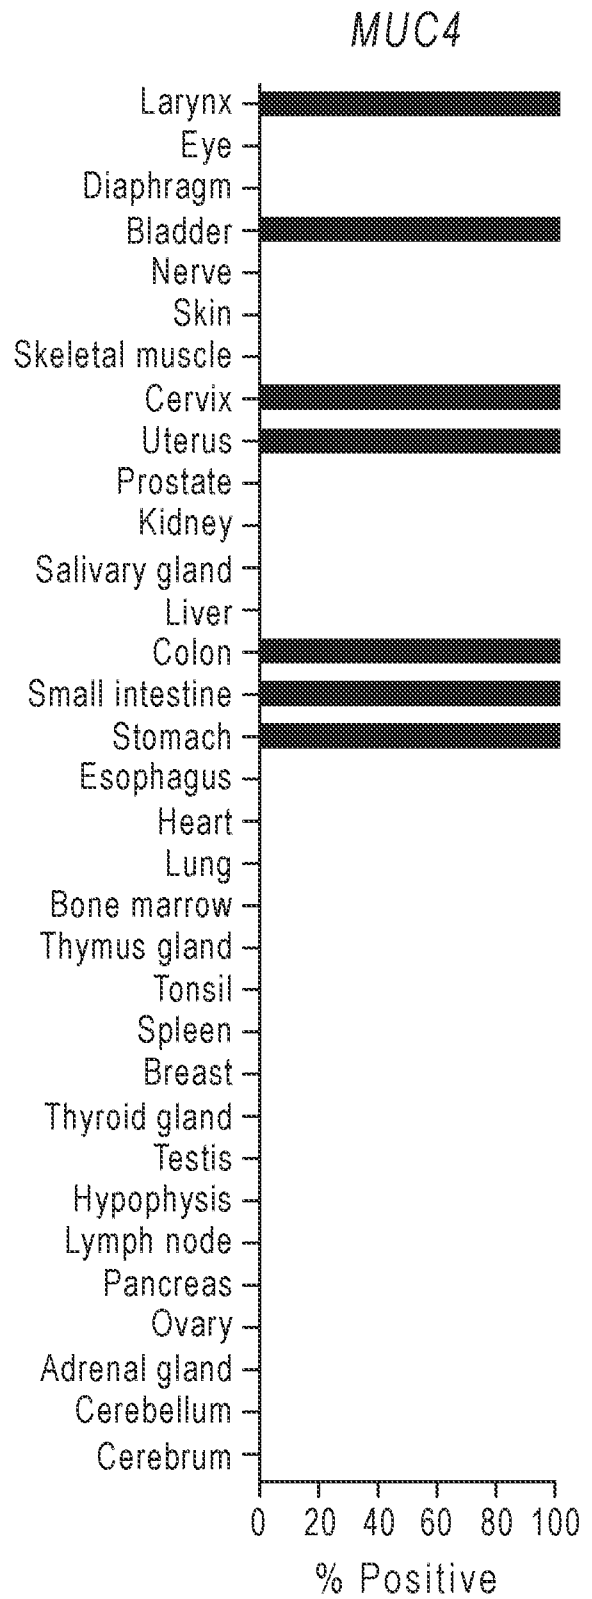 MUC4
Larynx
Eye
Diaphragm
Bladder
Nerve
Skin
Skeletal muscle
Cervix
Uterus
Prostate
Kidney
Salivary gland
Liver
Colon
Small intestine
Stomach
Esophagus
Heart
Lung
Bone marrow
Thymus gland
Tonsil
Spleen
Breast
Thyroid gland
Testis
Hypophysis
Lymph node
Pancreas
Ovary
Adrenal gland
Cerebellum
Cerebrum
0 20 40 60 80 100
% Positive